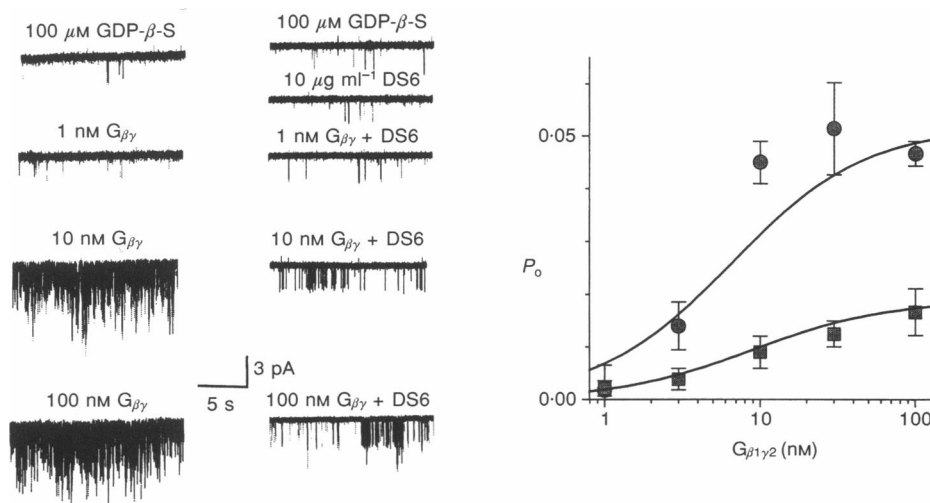 100 μM GDP-β-S
1 nM Gβγ
10 nM Gβγ
100 nM Gβγ
100 μM GDP-β-S
10 μg ml⁻¹ DS6
1 nM Gβγ + DS6
10 nM Gβγ + DS6
100 nM Gβγ + DS6
3 pA
5 s
Po
0·05
0·00
1
10
100
Gβ1γ2 (nM)